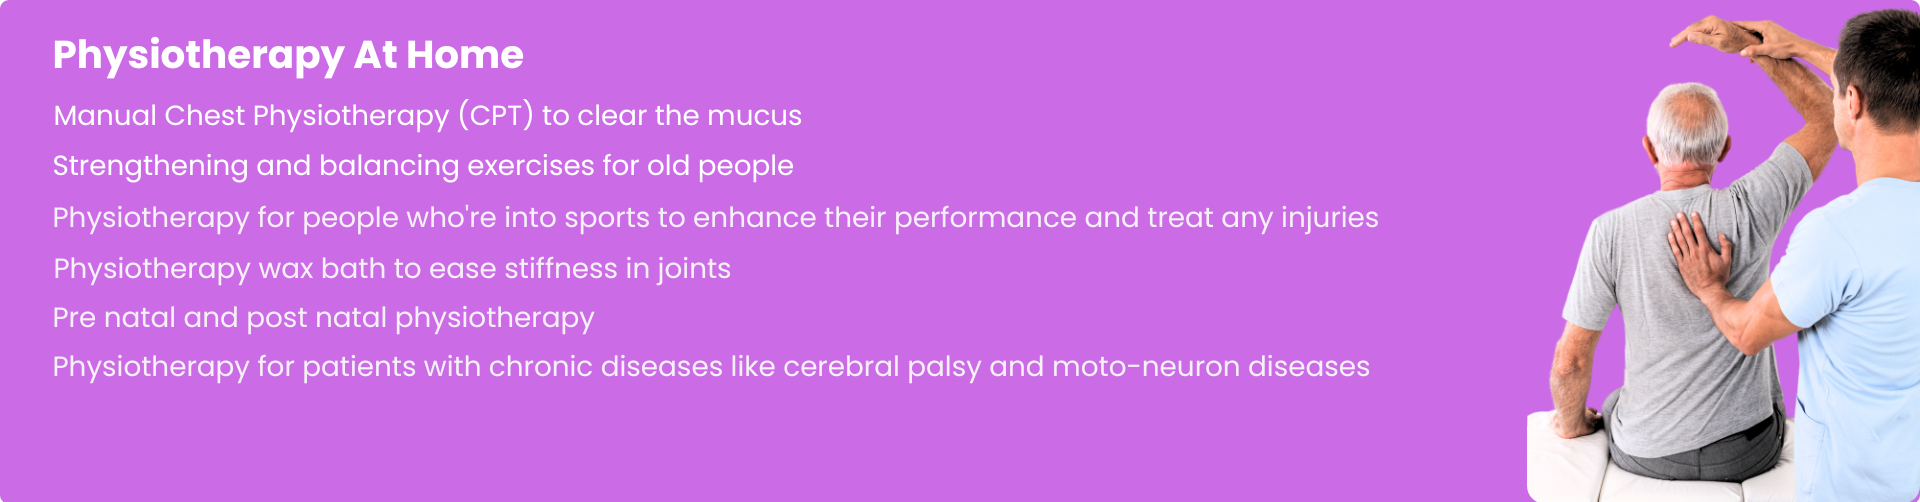 Physiotherapy At Home
Manual Chest Physiotherapy (CPT) to clear the mucus
Strengthening and balancing exercises for old people
Physiotherapy for people who're into sports to enhance their performance and treat any injuries
Physiotherapy wax bath to ease stiffness in joints
Pre natal and post natal physiotherapy
Physiotherapy for patients with chronic diseases like cerebral palsy and moto-neuron diseases